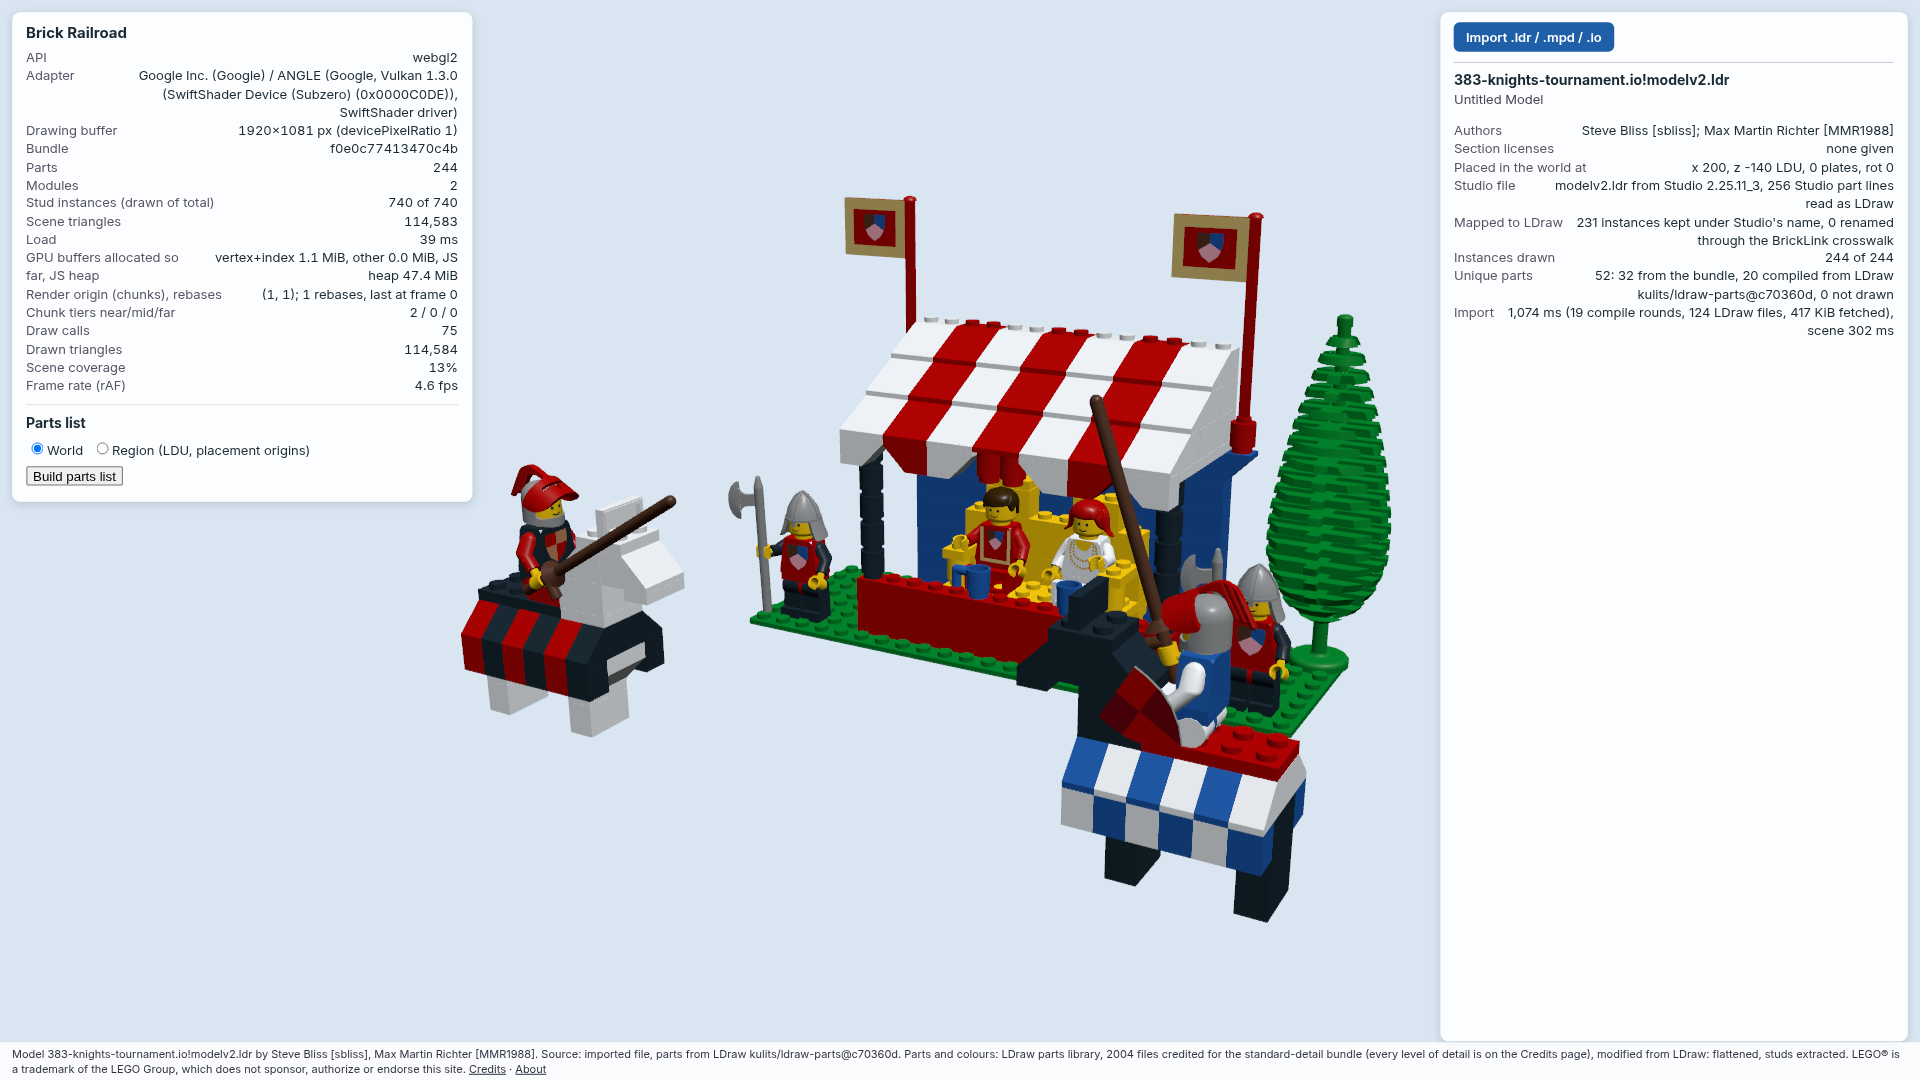 Brick Railroad
API webgl2
Adapter Google Inc. (Google) / ANGLE (Google, Vulkan 1.3.0
(SwiftShader Device (Subzero) (0x0000C0DE)),
SwiftShader driver)
Drawing buffer 1920×1081 px (devicePixelRatio 1)
Bundle f0e0c77413470c4b
Parts 244
Modules 2
Stud instances (drawn of total) 740 of 740
Scene triangles 114,583
Load 39 ms
GPU buffers allocated so vertex+index 1.1 MiB, other 0.0 MiB, JS
far, JS heap heap 47.4 MiB
Render origin (chunks), rebases (1, 1); 1 rebases, last at frame 0
Chunk tiers near/mid/far 2 / 0 / 0
Draw calls 75
Drawn triangles 114,584
Scene coverage 13%
Frame rate (rAF) 4.6 fps
Parts list
World Region (LDU, placement origins)
Build parts list
Import .ldr / .mpd / .io
383-knights-tournament.io!modelv2.ldr
Untitled Model
Authors Steve Bliss [sbliss]; Max Martin Richter [MMR1988]
Section licenses none given
Placed in the world at x 200, z -140 LDU, 0 plates, rot 0
Studio file modelv2.ldr from Studio 2.25.11_3, 256 Studio part lines
read as LDraw
Mapped to LDraw 231 instances kept under Studio's name, 0 renamed
through the BrickLink crosswalk
Instances drawn 244 of 244
Unique parts 52: 32 from the bundle, 20 compiled from LDraw
kulits/ldraw-parts@c70360d, 0 not drawn
Import 1,074 ms (19 compile rounds, 124 LDraw files, 417 KiB fetched),
scene 302 ms
Model 383-knights-tournament.io!modelv2.ldr by Steve Bliss [sbliss], Max Martin Richter [MMR1988]. Source: imported file, parts from LDraw kulits/ldraw-parts@c70360d. Parts and colours: LDraw parts library, 2004 files credited for the standard-detail bundle (every level of detail is on the Credits page), modified from LDraw: flattened, studs extracted. LEGO® is
a trademark of the LEGO Group, which does not sponsor, authorize or endorse this site. Credits · About